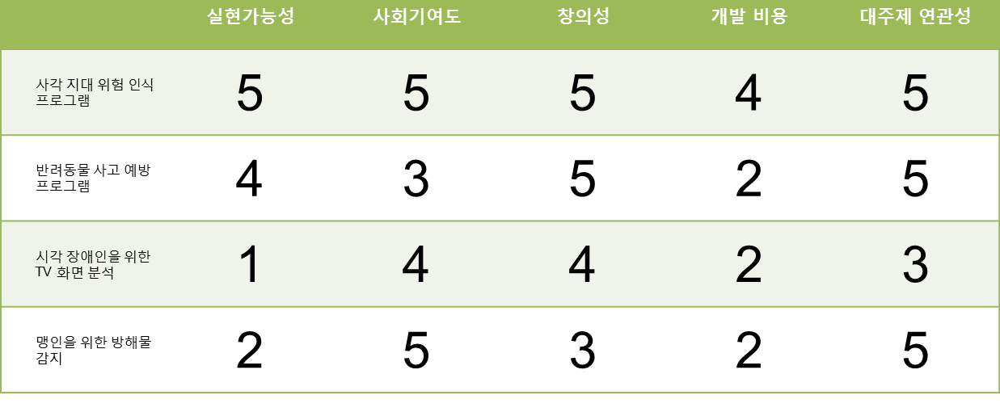 실현가능성 사회기여도 창의성 개발 비용 대주제 연관성
사각 지대 위험 인식
프로그램
5 5 5 4 5
반려동물 사고 예방
프로그램
4 3 5 2 5
시각 장애인을 위한
TV 화면 분석
1 4 4 2 3
맹인을 위한 방해물
감지
2 5 3 2 5